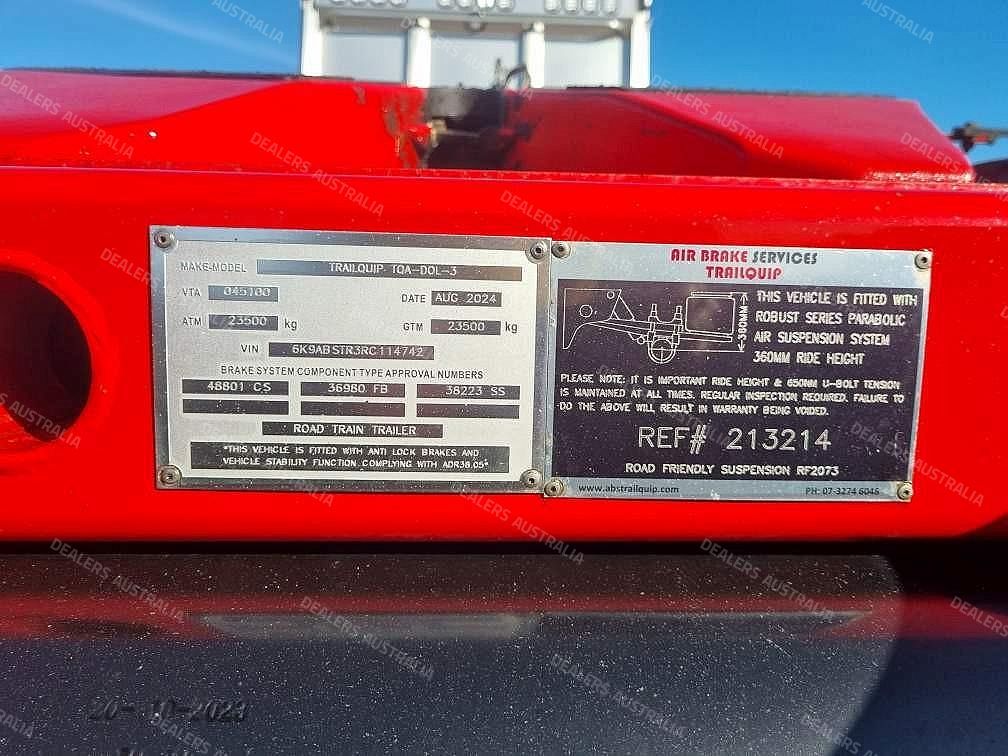 MAKE-MODEL TRAILQUIP TQA-DOL-3
VTA 045100 DATE AUG 2024
ATM 23500 kg GTM 23500 kg
VIN 6K9ABSTR3RC114742
BRAKE SYSTEM COMPONENT TYPE APPROVAL NUMBERS
48801 CS 36980 FB 38223 SS
ROAD TRAIN TRAILER
*THIS VEHICLE IS FITTED WITH ANTI LOCK BRAKES AND
VEHICLE STABILITY FUNCTION COMPLYING WITH ADR38.05*
AIR BRAKE SERVICES
TRAILQUIP
380MM
THIS VEHICLE IS FITTED WITH
ROBUST SERIES PARABOLIC
AIR SUSPENSION SYSTEM
360MM RIDE HEIGHT
PLEASE NOTE: IT IS IMPORTANT RIDE HEIGHT & 650NM U-BOLT TENSION
IS MAINTAINED AT ALL TIMES. REGULAR INSPECTION REQUIRED. FAILURE TO
DO THE ABOVE WILL RESULT IN WARRANTY BEING VOIDED.
REF# 213214
ROAD FRIENDLY SUSPENSION RF2073
www.abstrailquip.com PH: 07-3274 6046
20-10-2023
DEALERS AUSTRALIA